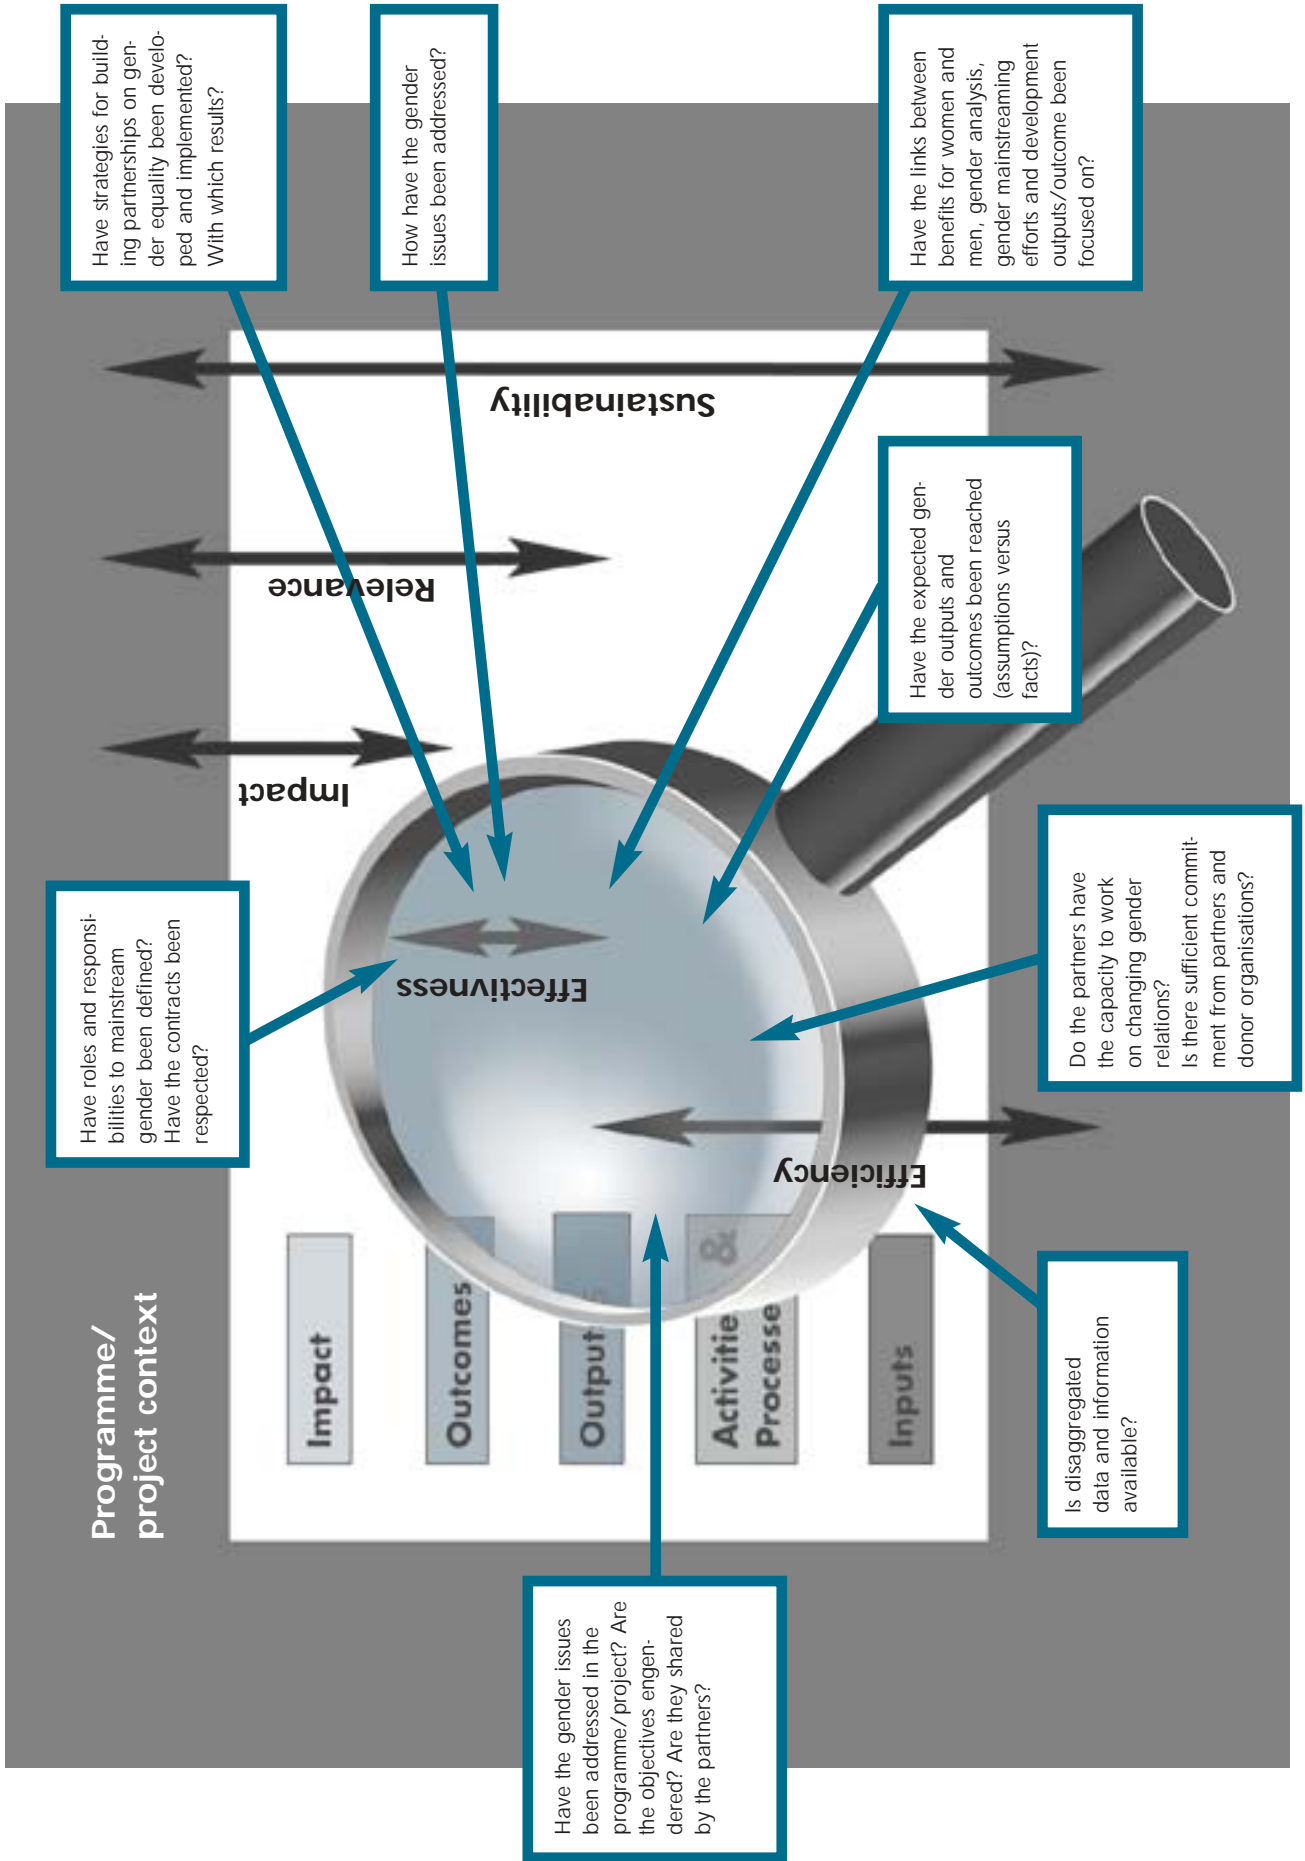 Programme/
project context
Have roles and responsi-
bilities to mainstream
gender been defined?
Have the contracts been
respected?
Have strategies for build-
ing partnerships on gen-
der equality been develo-
ped and implemented?
With which results?
How have the gender
issues been addressed?
Impact
Outcomes
Outputs
Activitie &
Processe
Inputs
Impact
Relevance
Sustainability
Effectivness
Efficiency
Have the gender issues
been addressed in the
programme/project? Are
the objectives engen-
dered? Are they shared
by the partners?
Have the links between
benefits for women and
men, gender analysis,
gender mainstreaming
efforts and development
outputs/outcome been
focused on?
Have the expected gen-
der outputs and
outcomes been reached
(assumptions versus
facts)?
Is disaggregated
data and information
available?
Do the partners have
the capacity to work
on changing gender
relations?
Is there sufficient commit-
ment from partners and
donor organisations?